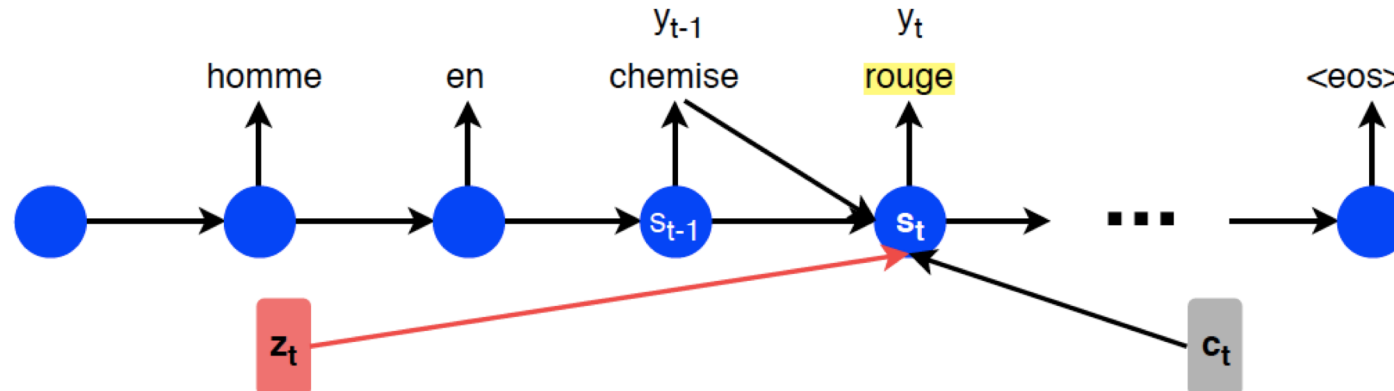 y_{t-1} y_t
homme en chemise rouge <eos>
s_{t-1} s_t ...
z_t c_t